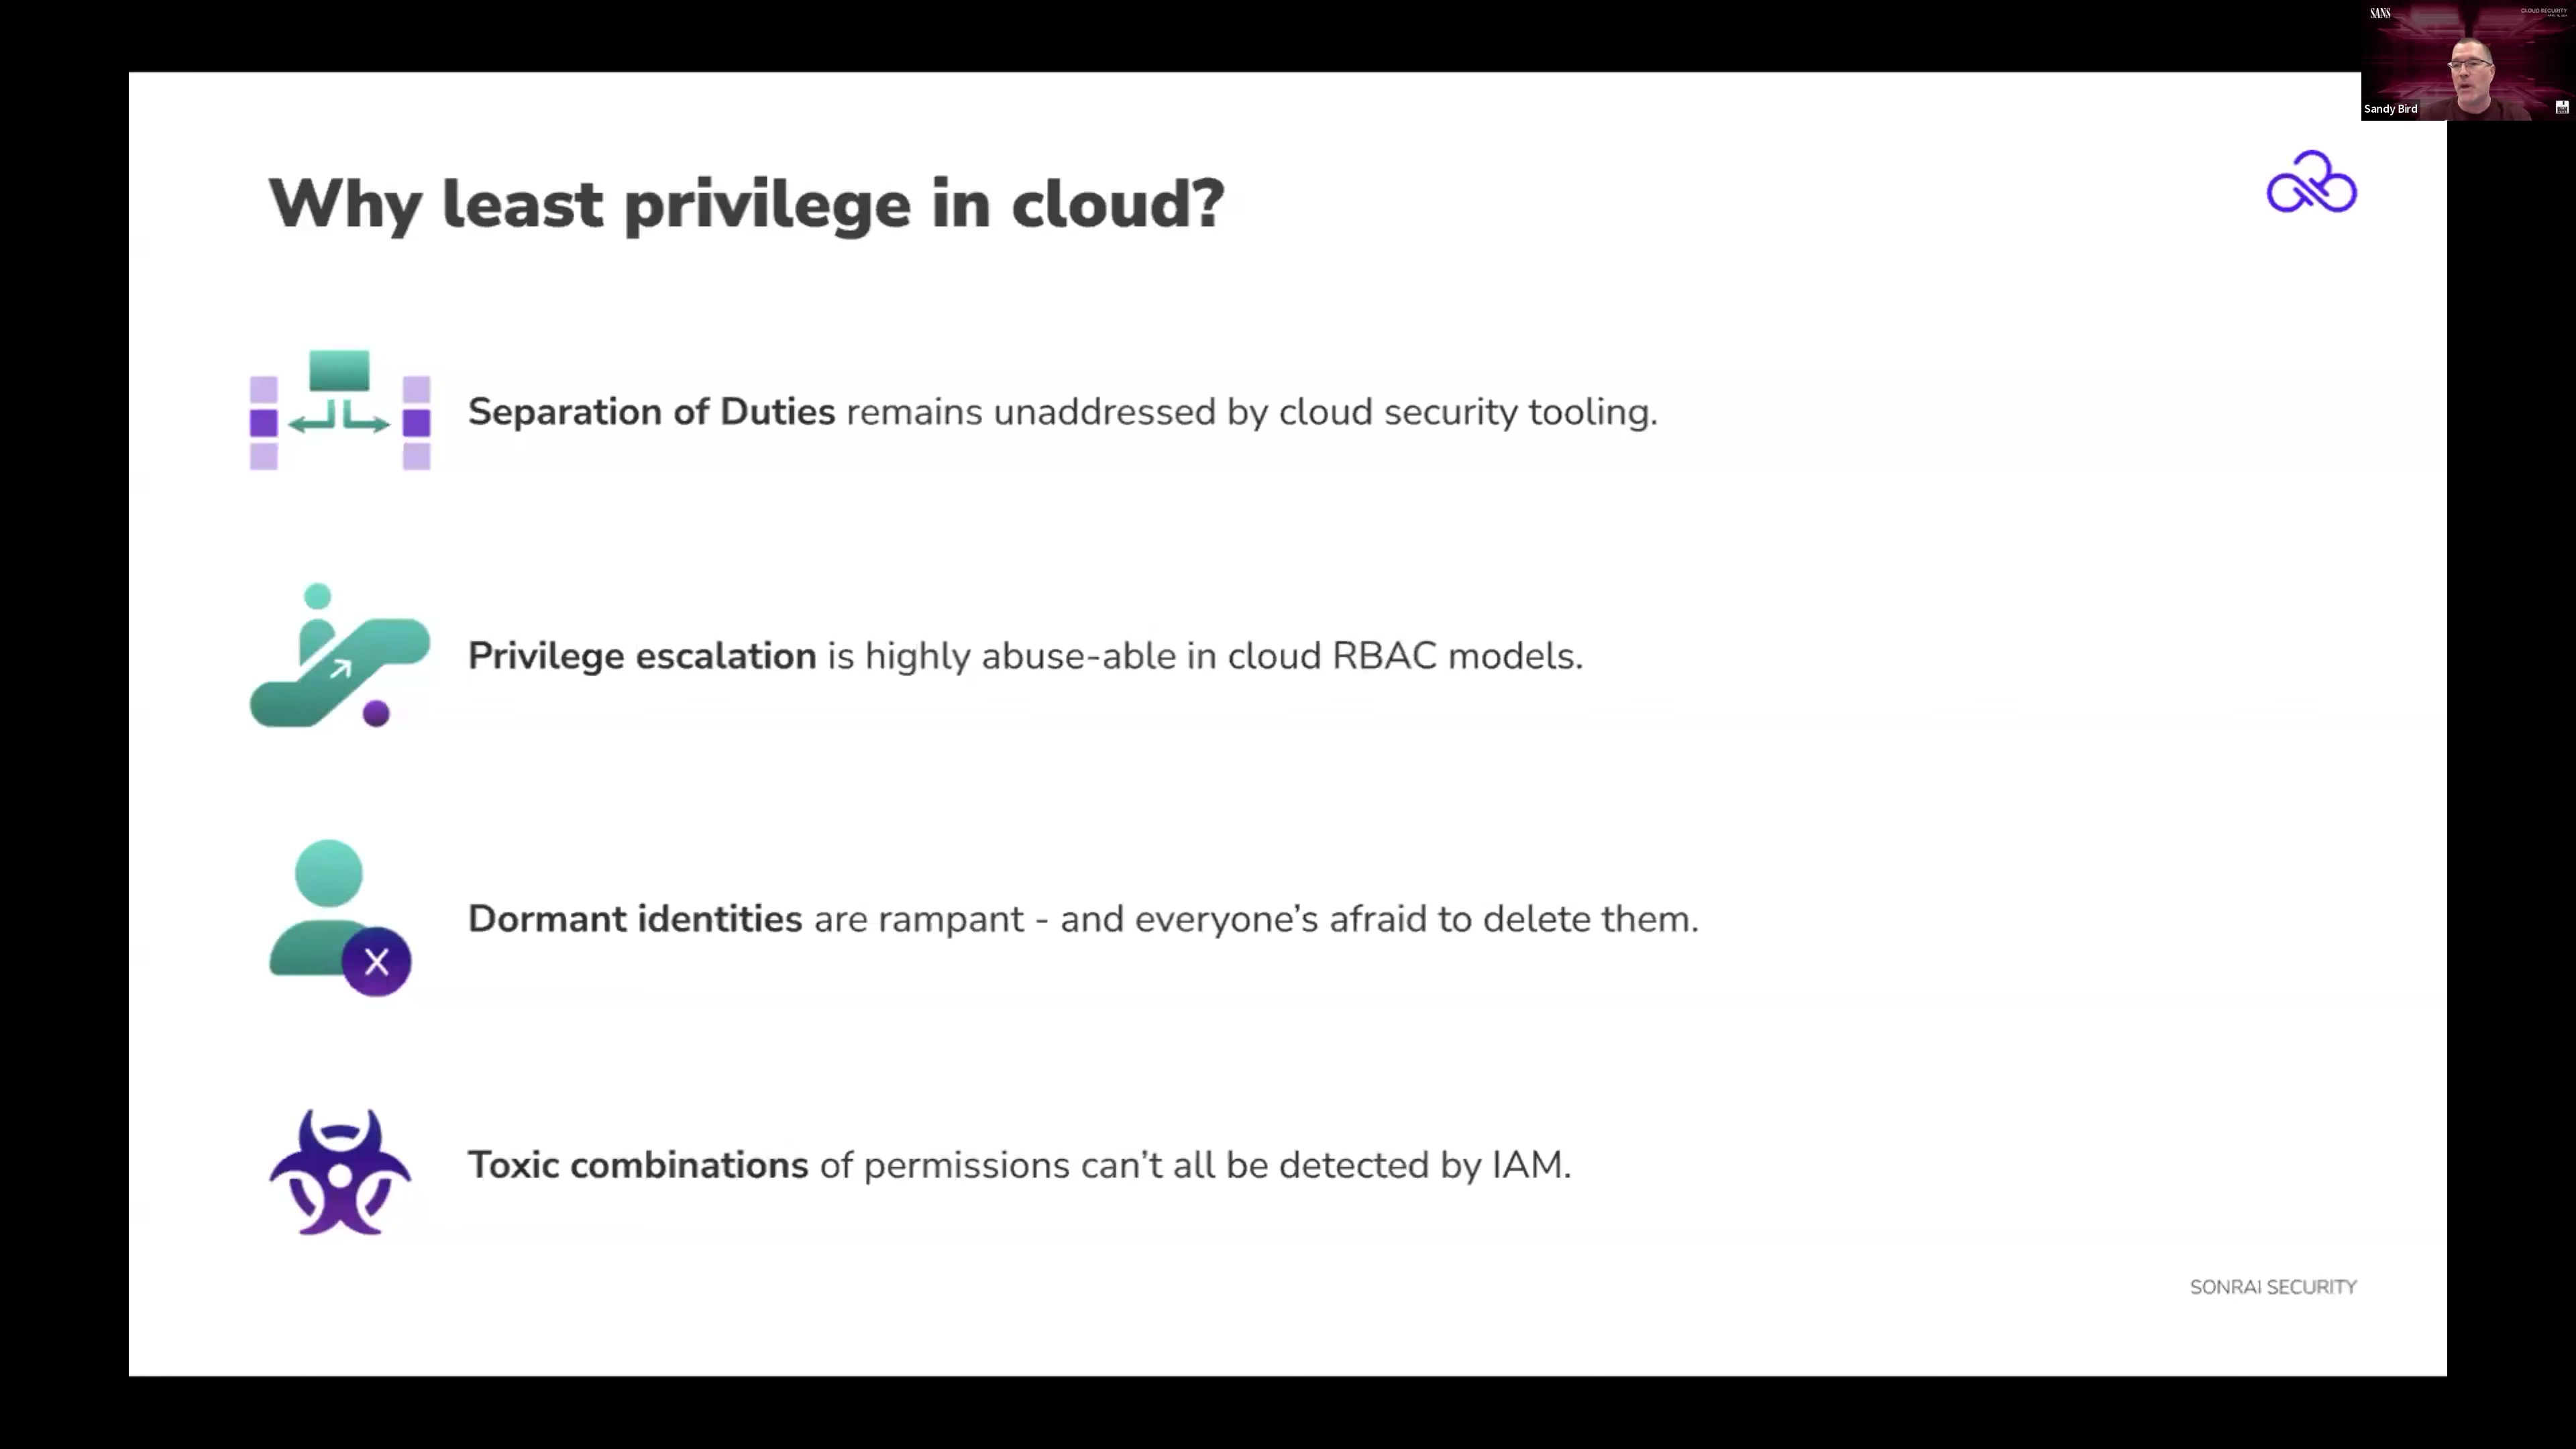 SANS
CLOUD SECURITY
Sandy Bird
Why least privilege in cloud?
Separation of Duties remains unaddressed by cloud security tooling.
Privilege escalation is highly abuse-able in cloud RBAC models.
Dormant identities are rampant - and everyone’s afraid to delete them.
X
Toxic combinations of permissions can’t all be detected by IAM.
SONRAI SECURITY